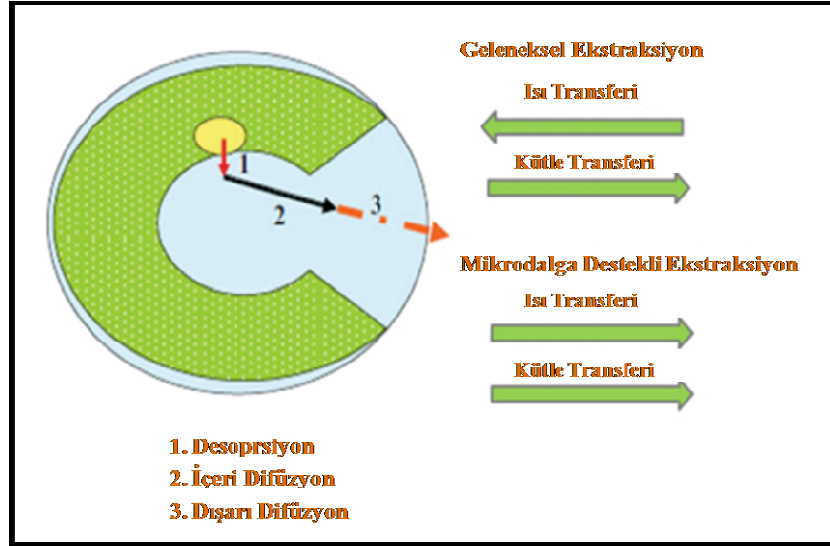 Geleneksel Ekstraksiyon
Isı Transferi
Kütle Transferi
1
2
3
Mikrodalga Destekli Ekstraksiyon
Isı Transferi
Kütle Transferi
1. Desoprsiyon
2. İçeri Difüzyon
3. Dışarı Difüzyon